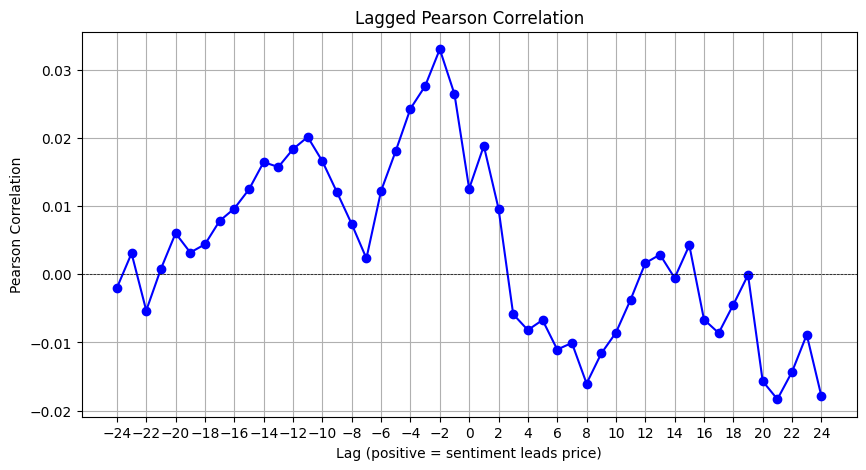 Lagged Pearson Correlation
Pearson Correlation
0.03
0.02
0.01
0.00
−0.01
−0.02
−24 −22 −20 −18 −16 −14 −12 −10 −8 −6 −4 −2 0 2 4 6 8 10 12 14 16 18 20 22 24
Lag (positive = sentiment leads price)